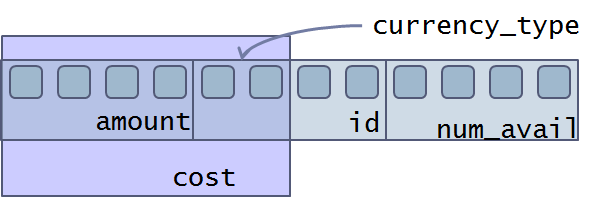 currency_type
amount
id
num_avail
cost